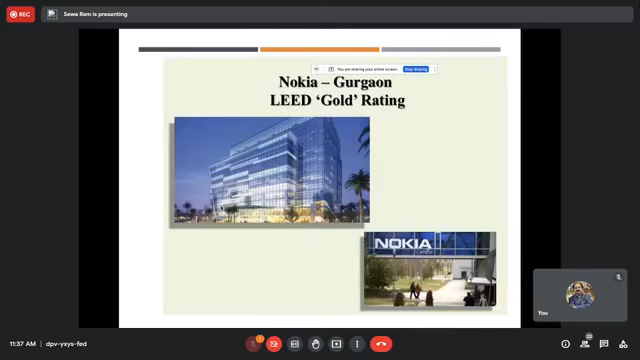 REC
Sewa Ram is presenting
You are sharing your entire screen.
Stop Sharing
Nokia – Gurgaon
LEED ‘Gold’ Rating
NOKIA
You
22
11:37 AM
dpv-yxys-fed